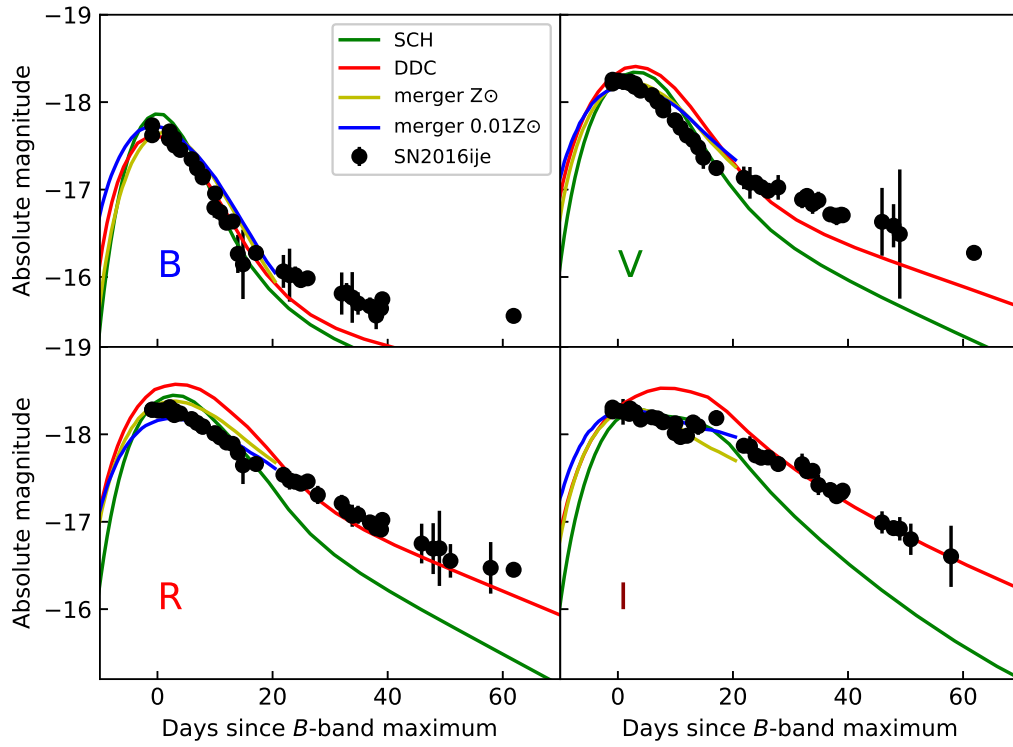 −19
−18
−17
−16
Absolute magnitude
SCH
DDC
merger Z⊙
merger 0.01Z⊙
SN2016ije
B
V
−19
−18
−17
−16
Absolute magnitude
R
I
0 20 40 60
0 20 40 60
Days since B-band maximum
Days since B-band maximum